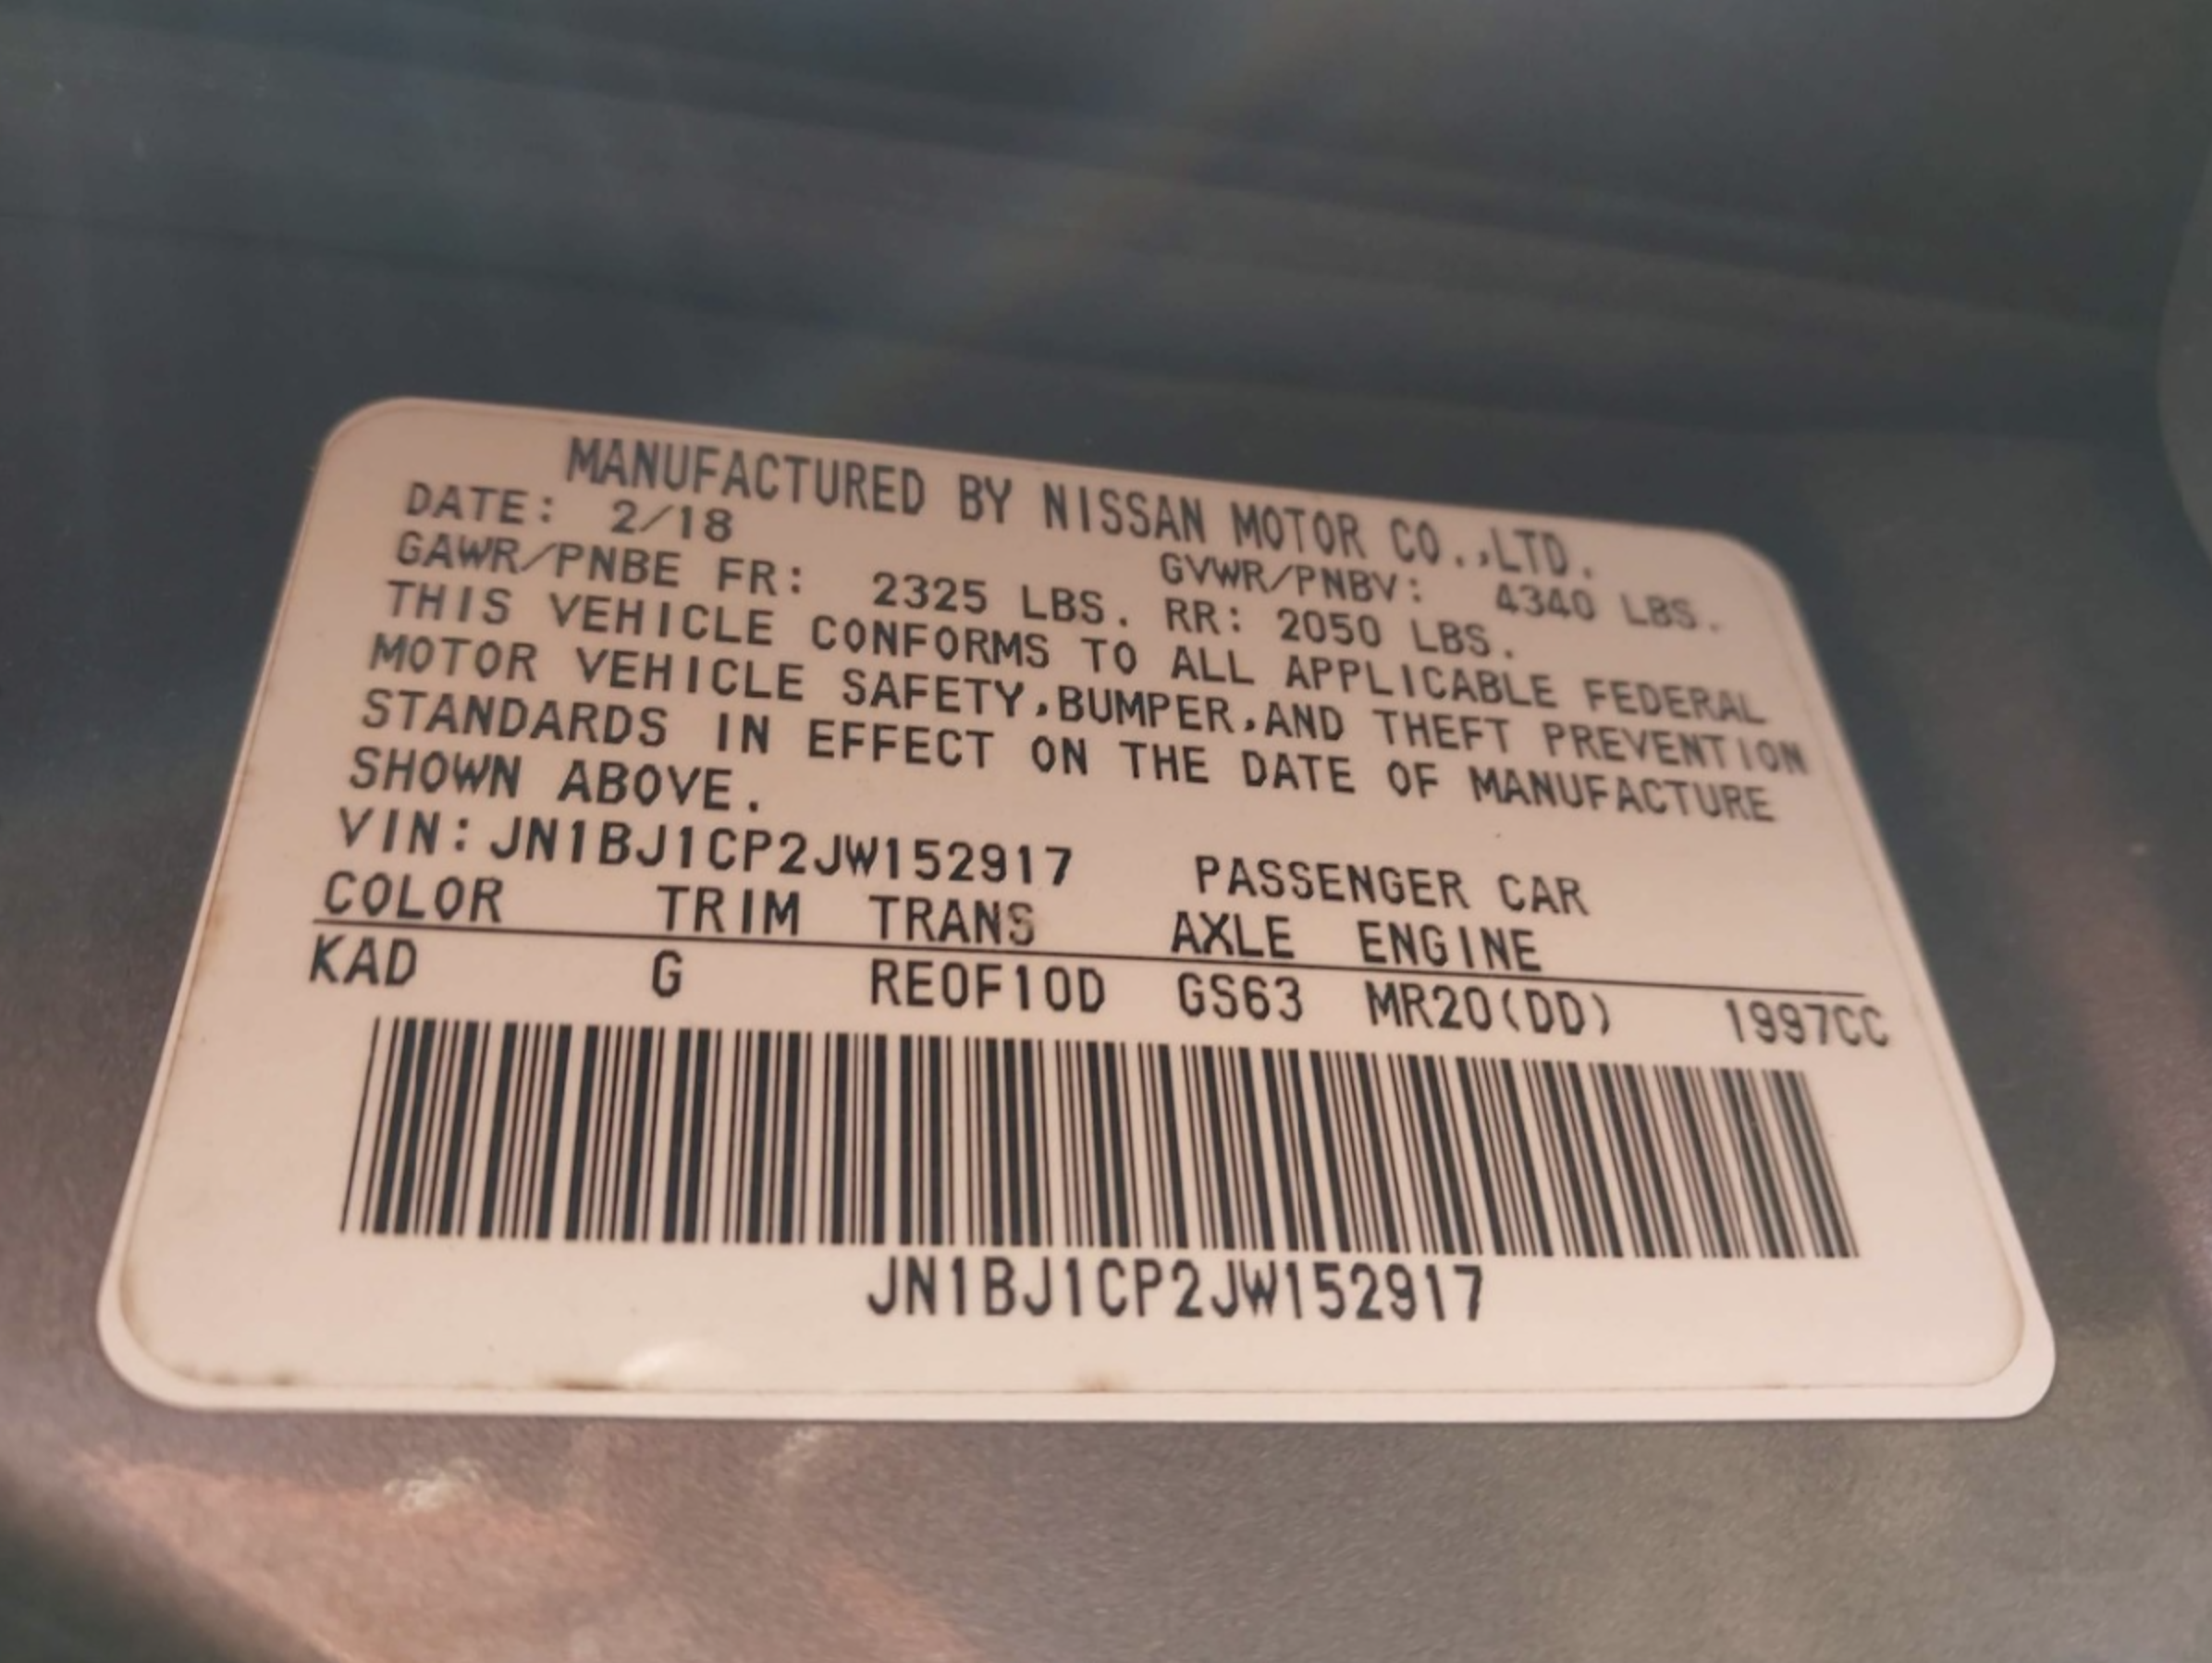 MANUFACTURED BY NISSAN MOTOR CO.,LTD.
DATE: 2/18 GVWR/PNBV: 4340 LBS.
GAWR/PNBE FR: 2325 LBS. RR: 2050 LBS.
THIS VEHICLE CONFORMS TO ALL APPLICABLE FEDERAL
MOTOR VEHICLE SAFETY,BUMPER,AND THEFT PREVENTION
STANDARDS IN EFFECT ON THE DATE OF MANUFACTURE
SHOWN ABOVE.
VIN:JN1BJ1CP2JW152917 PASSENGER CAR
COLOR TRIM TRANS AXLE ENGINE
KAD G RE0F10D GS63 MR20(DD) 1997CC
JN1BJ1CP2JW152917